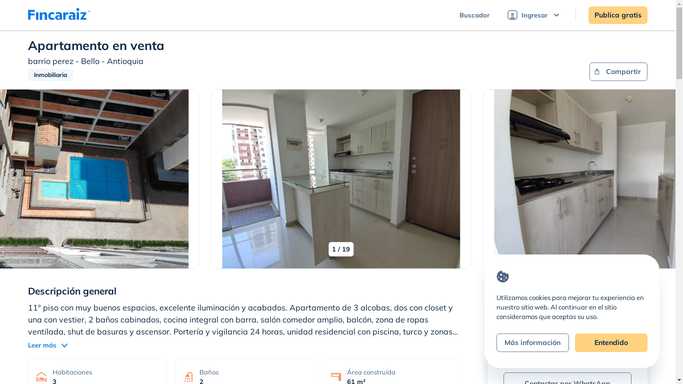 Fincaraiz
Buscador
Ingresar
Publica gratis
Apartamento en venta
barrio perez - Bello - Antioquia
Inmobiliaria
Compartir
1 / 19
Descripción general
11° piso con muy buenos espacios, excelente iluminación y acabados. Apartamento de 3 alcobas, dos con closet y
una con vestier, 2 baños cabinados, cocina integral con barra, salón comedor amplio, balcón, zona de ropas
ventilada, shut de basuras y ascensor. Portería y vigilancia 24 horas, unidad residencial con piscina, turco y zonas...
Leer más
Habitaciones
3
Baños
2
Área construida
61 m²
Utilizamos cookies para mejorar tu experiencia en
nuestro sitio web. Al continuar en el sitio
consideramos que aceptas su uso.
Más información
Entendido
Contactar por WhatsApp